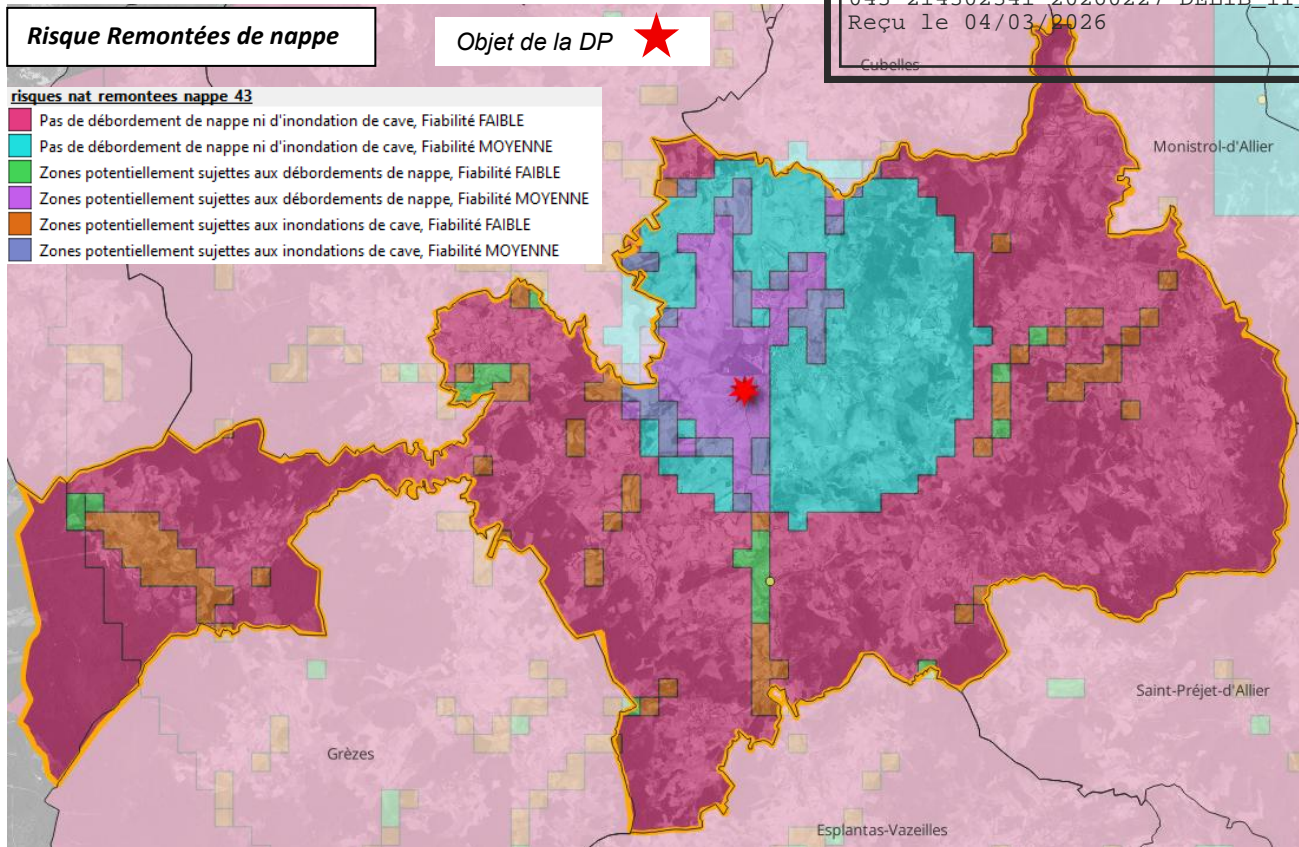 Reçu le 04/03/2026
Risque Remontées de nappe
Objet de la DP
Cubelles
risques nat remontees nappe 43
Pas de débordement de nappe ni d'inondation de cave, Fiabilité FAIBLE
Pas de débordement de nappe ni d'inondation de cave, Fiabilité MOYENNE
Zones potentiellement sujettes aux débordements de nappe, Fiabilité FAIBLE
Zones potentiellement sujettes aux débordements de nappe, Fiabilité MOYENNE
Zones potentiellement sujettes aux inondations de cave, Fiabilité FAIBLE
Zones potentiellement sujettes aux inondations de cave, Fiabilité MOYENNE
Monistrol-d'Allier
Saint-Préjet-d'Allier
Grèzes
Esplantas-Vazeilles